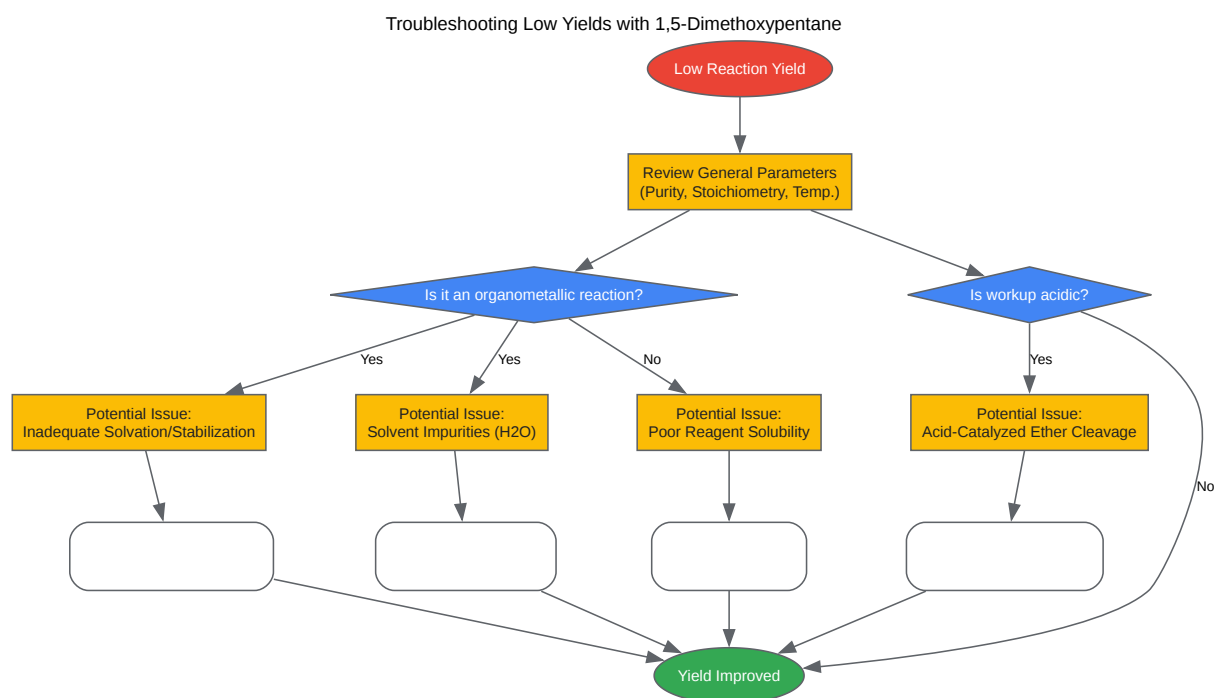 Troubleshooting Low Yields with 1,5-Dimethoxypentane
Low Reaction Yield
Review General Parameters
(Purity, Stoichiometry, Temp.)
Is it an organometallic reaction?
Is workup acidic?
Yes
Yes
No
Yes
Potential Issue:
Inadequate Solvation/Stabilization
Potential Issue:
Solvent Impurities (H2O)
Potential Issue:
Poor Reagent Solubility
Potential Issue:
Acid-Catalyzed Ether Cleavage
No
Yield Improved